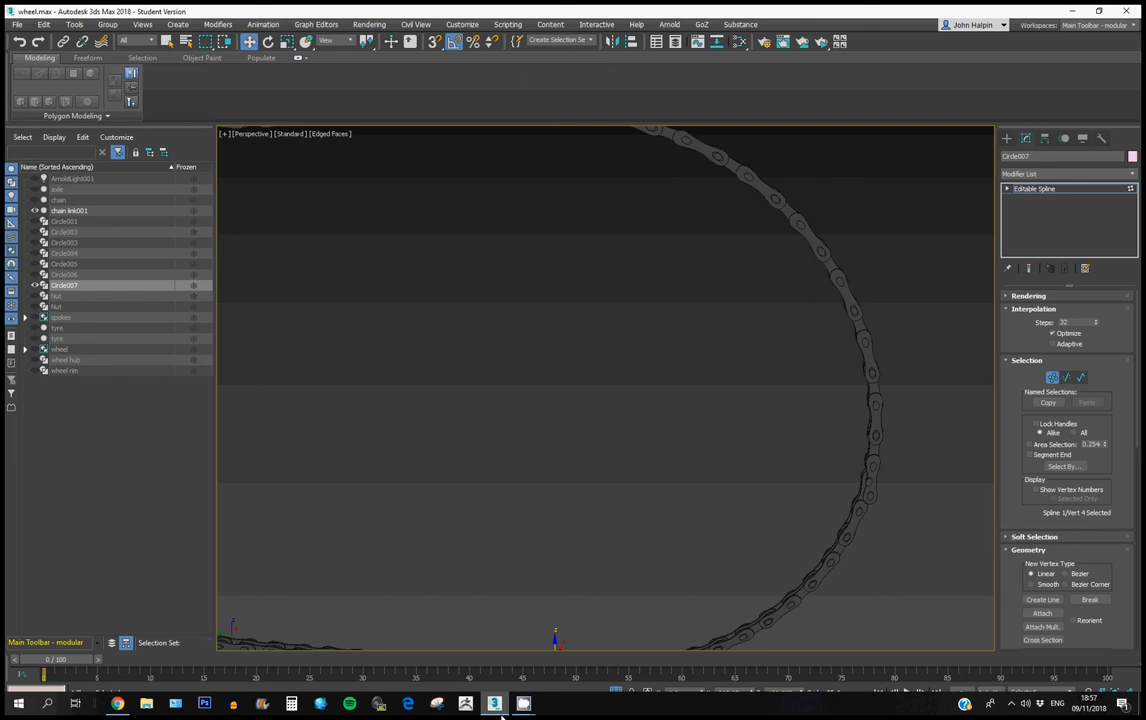 wheel.max - Autodesk 3ds Max 2018 - Student Version
File Edit Tools Group Views Create Modifiers Animation Graph Editors Rendering Civil View Customize Scripting Content Interactive Help Arnold GoZ Substance John Halpin Workspaces: Main Toolbar - modular
All View Create Selection Se
Modeling Freeform Selection Object Paint Populate
Polygon Modeling
Select Display Edit Customize
[+] [Perspective] [Standard] [Edged Faces]
Name (Sorted Ascending) Frozen
ArnoldLight001
axle
chain
chain link001
Circle001
Circle003
Circle003
Circle004
Circle005
Circle006
Circle007
Nut
Nut
spokes
tyre
tyre
wheel
wheel hub
wheel rim
Circle007
Modifier List
Editable Spline
Rendering
Interpolation
Steps: 32
Optimize
Adaptive
Selection
Named Selections:
Copy Paste
Lock Handles
Alike All
Area Selection: 0.254
Segment End
Select By...
Display
Show Vertex Numbers
Selected Only
Spline 1/Vert 4 Selected
Soft Selection
Geometry
New Vertex Type
Linear Bezier
Smooth Bezier Corner
Create Line Break
Attach Reorient
Attach Mult.
Cross Section
Main Toolbar - modular Selection Set:
0 / 100
5 10 15 20 25 30 35 40 45 50 55 60 65 70 75 80 85 90 95 100
ENG 18:57
09/11/2018